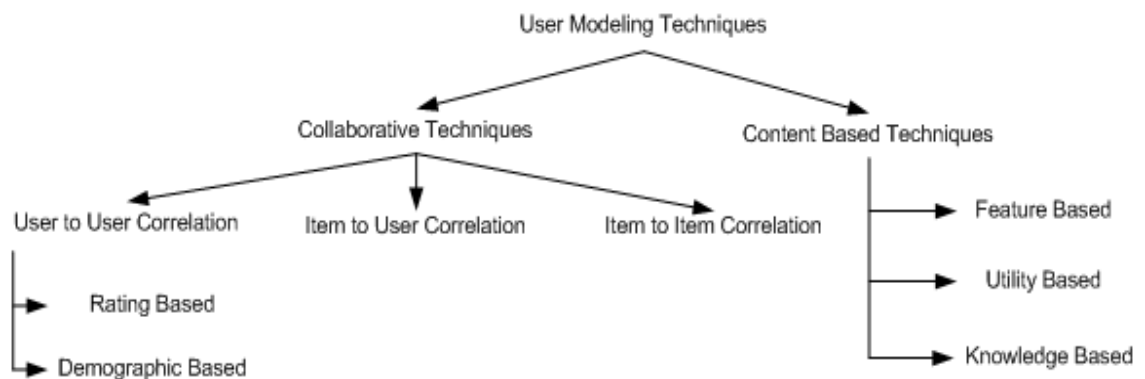 User Modeling Techniques
Collaborative Techniques
Content Based Techniques
User to User Correlation
Item to User Correlation
Item to Item Correlation
Feature Based
Utility Based
Knowledge Based
Rating Based
Demographic Based